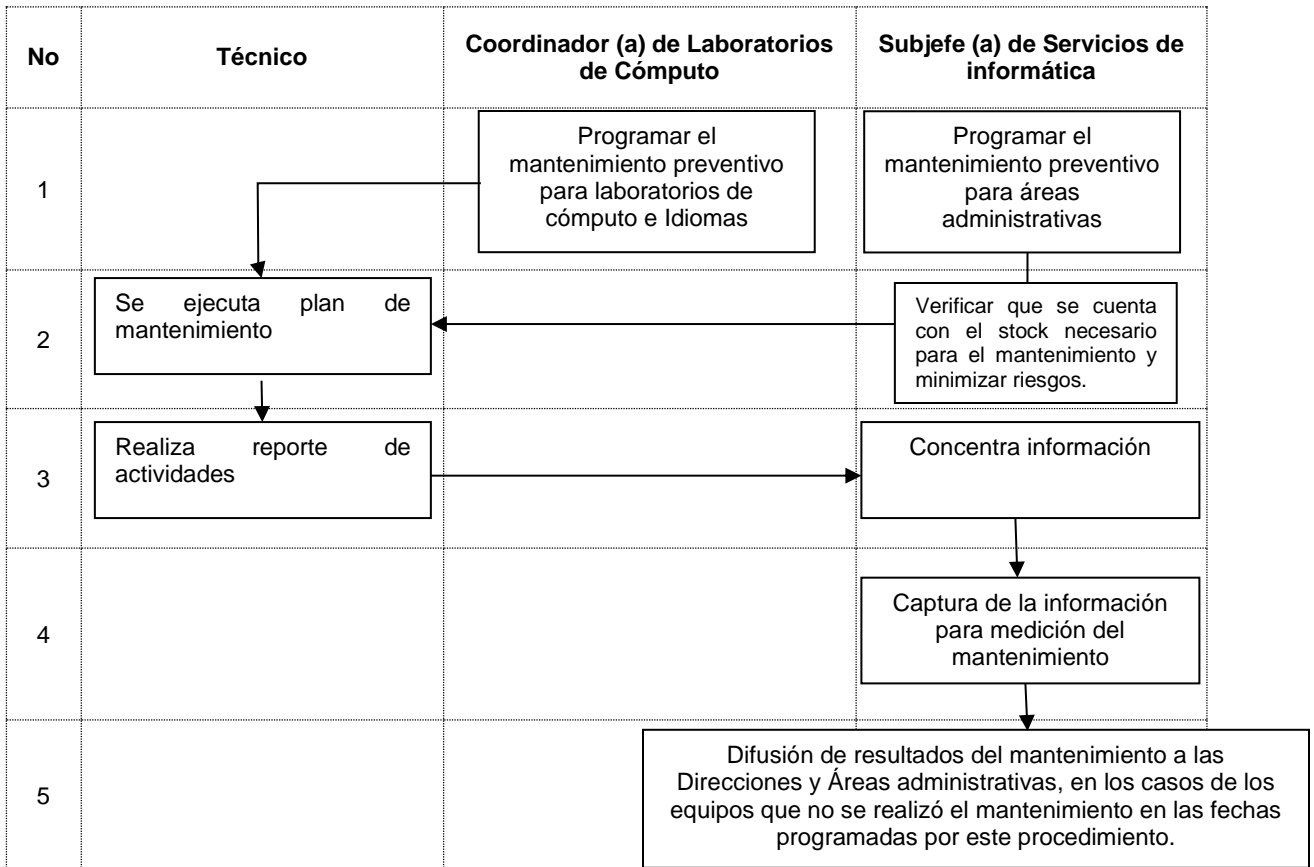 No
Técnico
Coordinador (a) de Laboratorios
de Cómputo
Subjefe (a) de Servicios de
informática
1
Programar el
mantenimiento preventivo
para laboratorios de
cómputo e Idiomas
Programar el
mantenimiento preventivo
para áreas
administrativas
2
Se ejecuta plan de
mantenimiento
Verificar que se cuenta
con el stock necesario
para el mantenimiento y
minimizar riesgos.
3
Realiza reporte de
actividades
Concentra información
4
Captura de la información
para medición del
mantenimiento
5
Difusión de resultados del mantenimiento a las
Direcciones y Áreas administrativas, en los casos de los
equipos que no se realizó el mantenimiento en las fechas
programadas por este procedimiento.